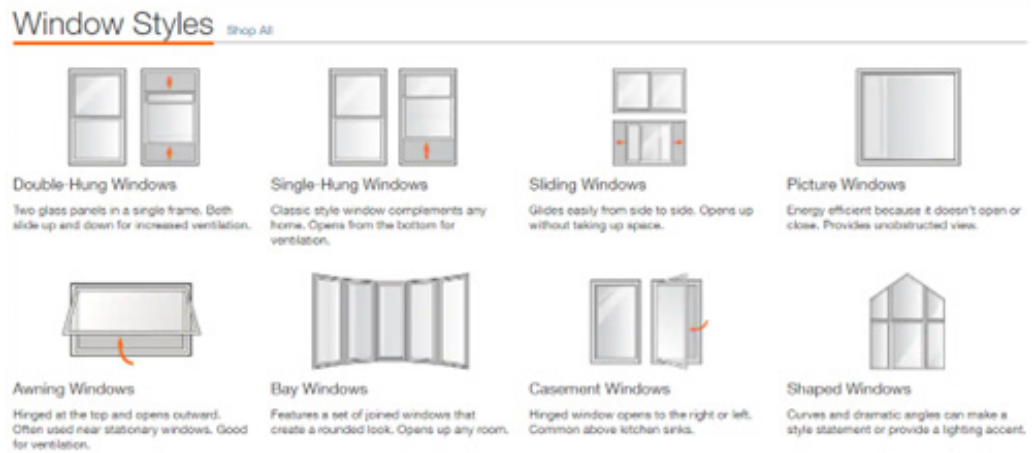 Window Styles Shop All
Double-Hung Windows
Two glass panels in a single frame. Both
slide up and down for increased ventilation.
Single-Hung Windows
Classic style window complements any
home. Opens from the bottom for
ventilation.
Sliding Windows
Glides easily from side to side. Opens up
without taking up space.
Picture Windows
Energy efficient because it doesn't open or
close. Provides unobstructed view.
Awning Windows
Hinged at the top and opens outward.
Often used near stationary windows. Good
for ventilation.
Bay Windows
Features a set of joined windows that
create a rounded look. Opens up any room.
Casement Windows
Hinged window opens to the right or left.
Common above kitchen sinks.
Shaped Windows
Curves and dramatic angles can make a
style statement or provide a lighting accent.